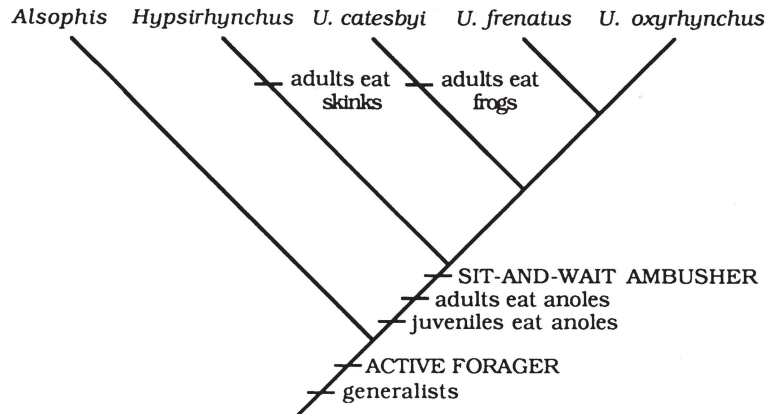 Alsophis Hypsirhynchus U. catesbyi U. frenatus U. oxyrhynchus
adults eat skinks
adults eat frogs
SIT-AND-WAIT AMBUSHER
adults eat anoles
juveniles eat anoles
ACTIVE FORAGER
generalists